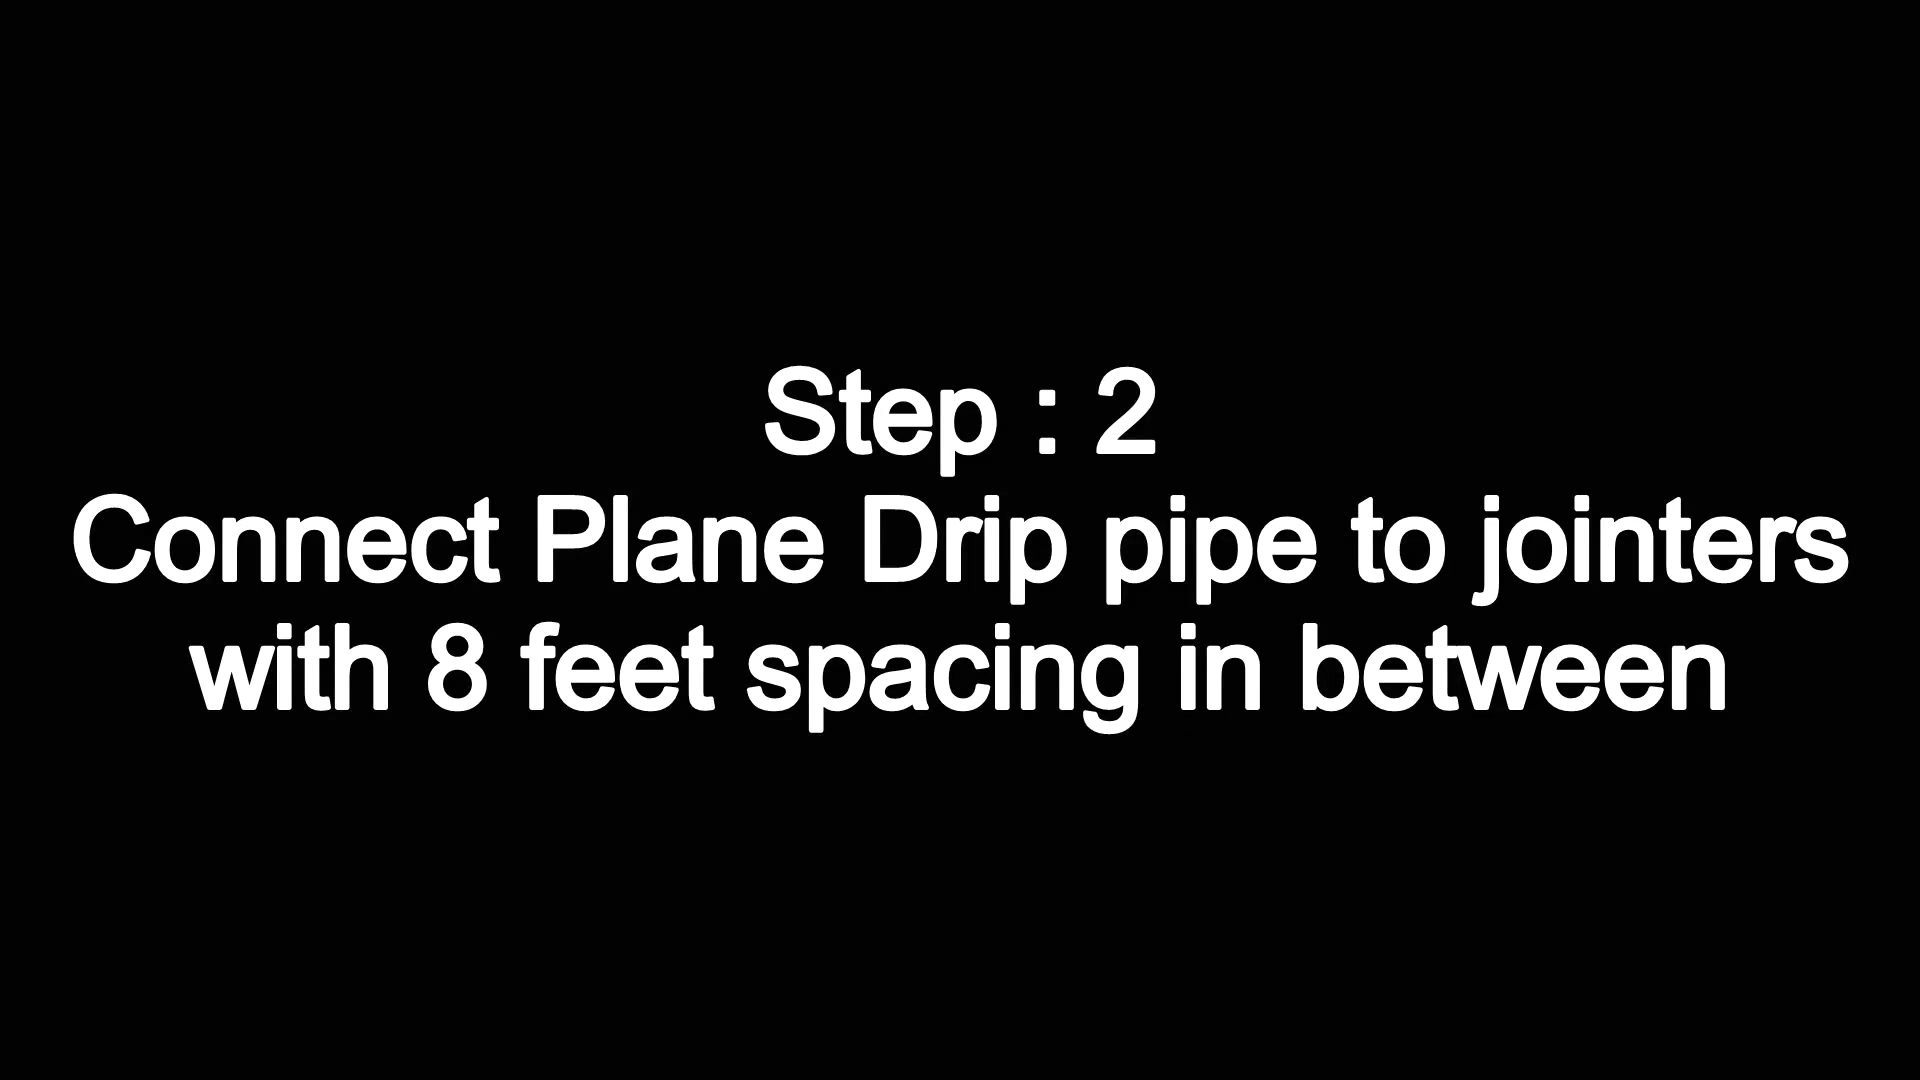 Step : 2
Connect Plane Drip pipe to jointers
with 8 feet spacing in between